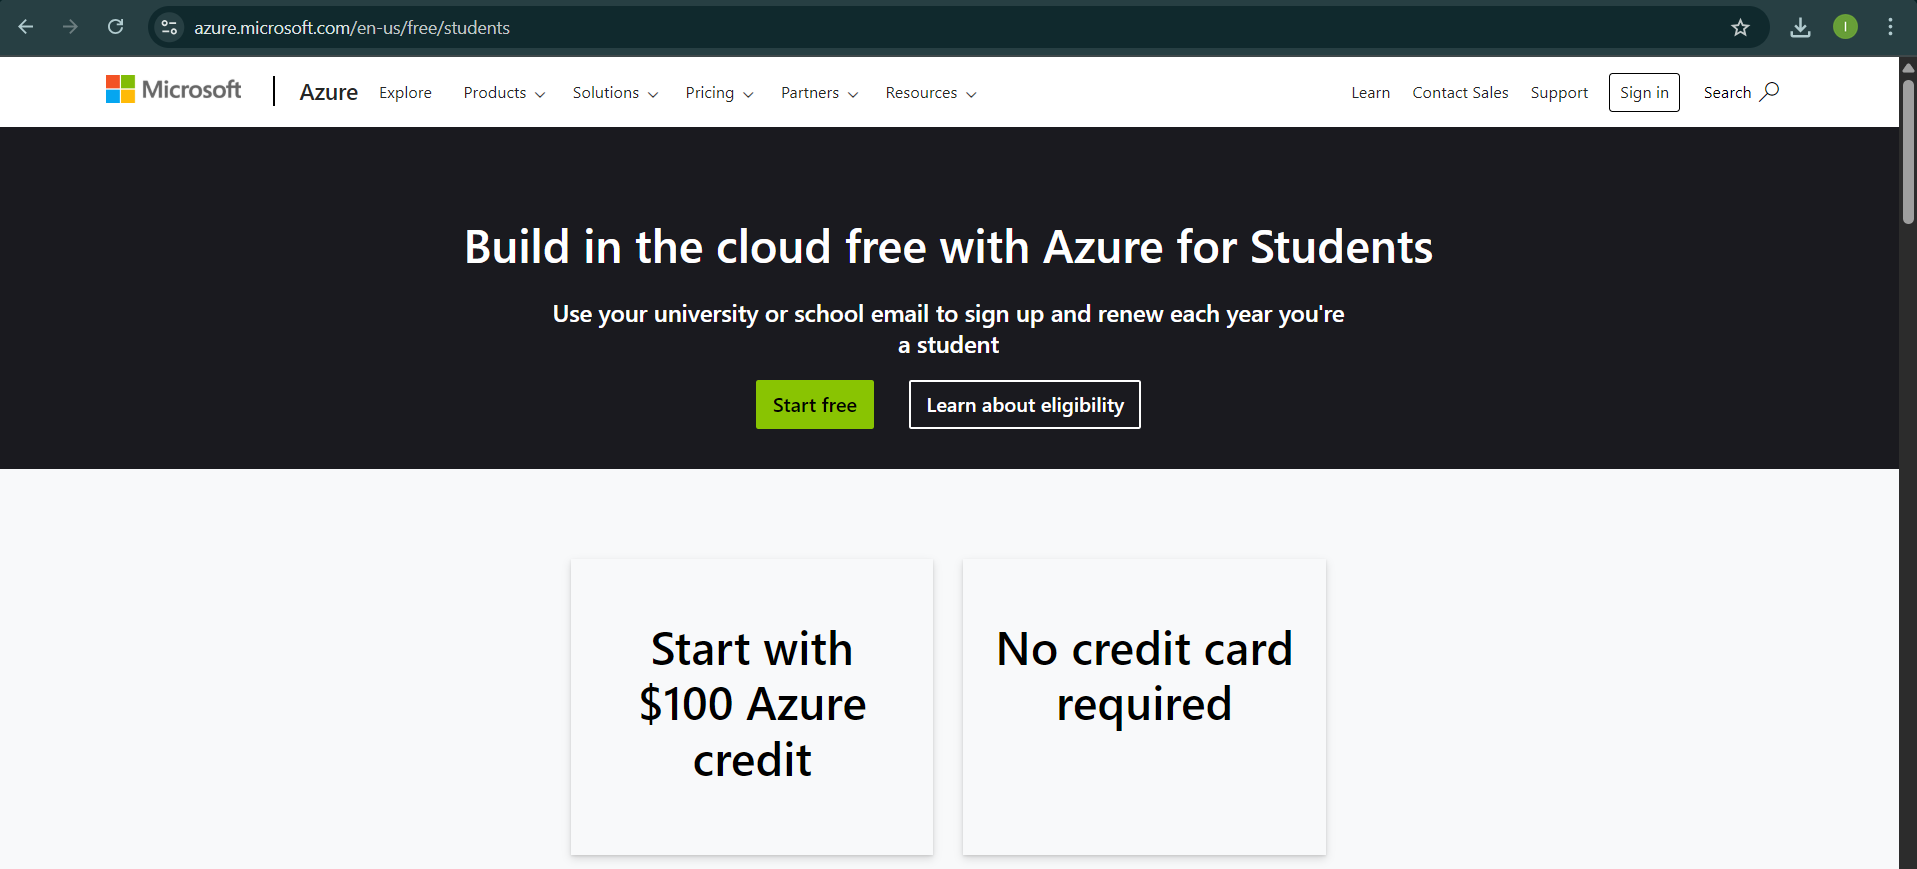 azure.microsoft.com/en-us/free/students
I
Microsoft
Azure Explore Products Solutions Pricing Partners Resources Learn Contact Sales Support Sign in Search
Build in the cloud free with Azure for Students
Use your university or school email to sign up and renew each year you're
a student
Start free Learn about eligibility
Start with
$100 Azure
credit
No credit card
required